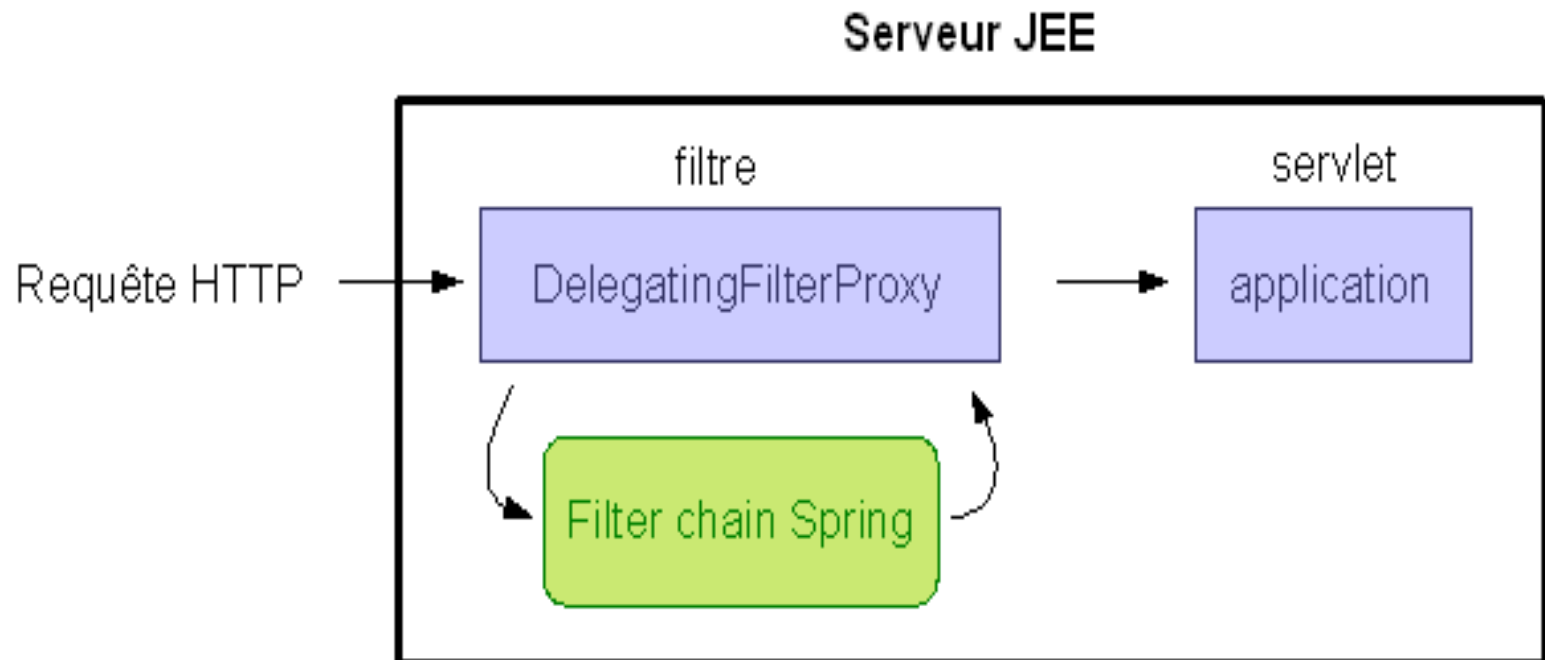 Serveur JEE
filtre
servlet
Requête HTTP
DelegatingFilterProxy
application
Filter chain Spring